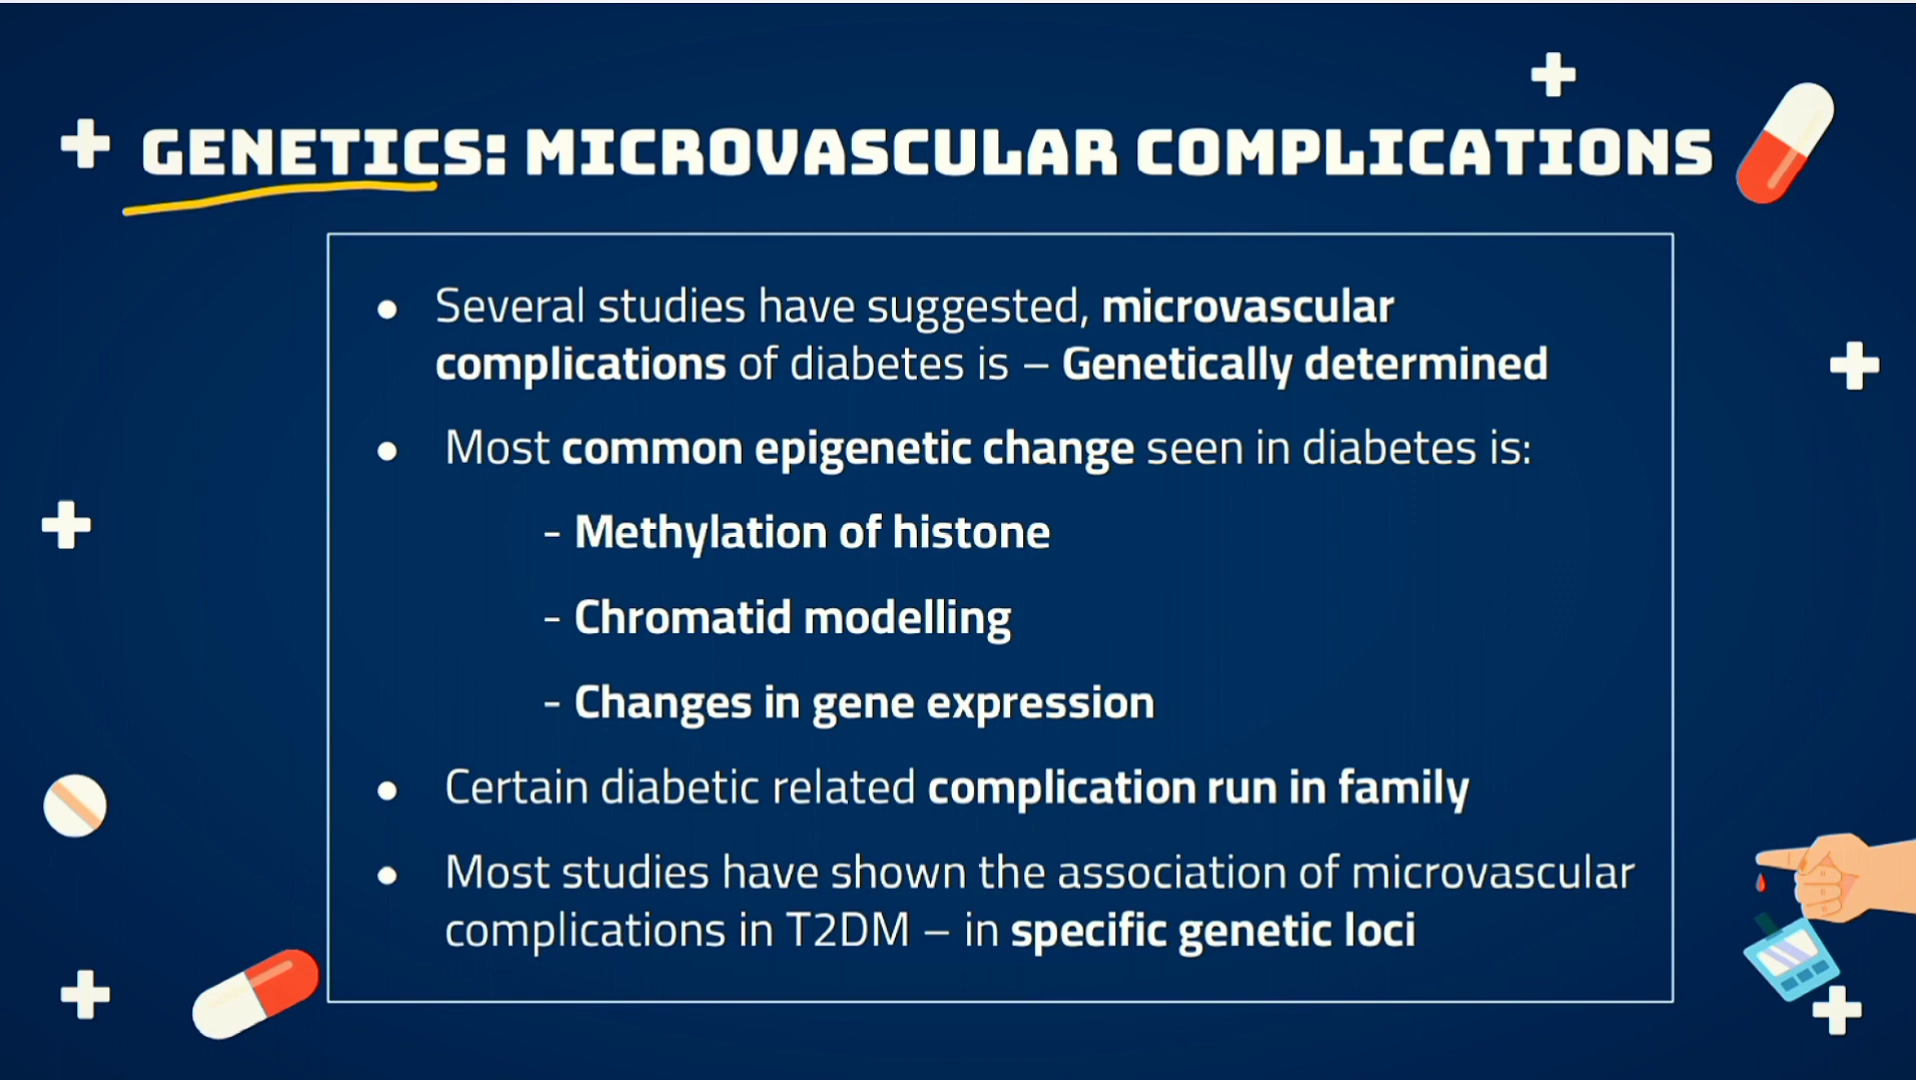 GENETICS: MICROVASCULAR COMPLICATIONS
● Several studies have suggested, microvascular
complications of diabetes is – Genetically determined
● Most common epigenetic change seen in diabetes is:
- Methylation of histone
- Chromatid modelling
- Changes in gene expression
● Certain diabetic related complication run in family
● Most studies have shown the association of microvascular
complications in T2DM – in specific genetic loci